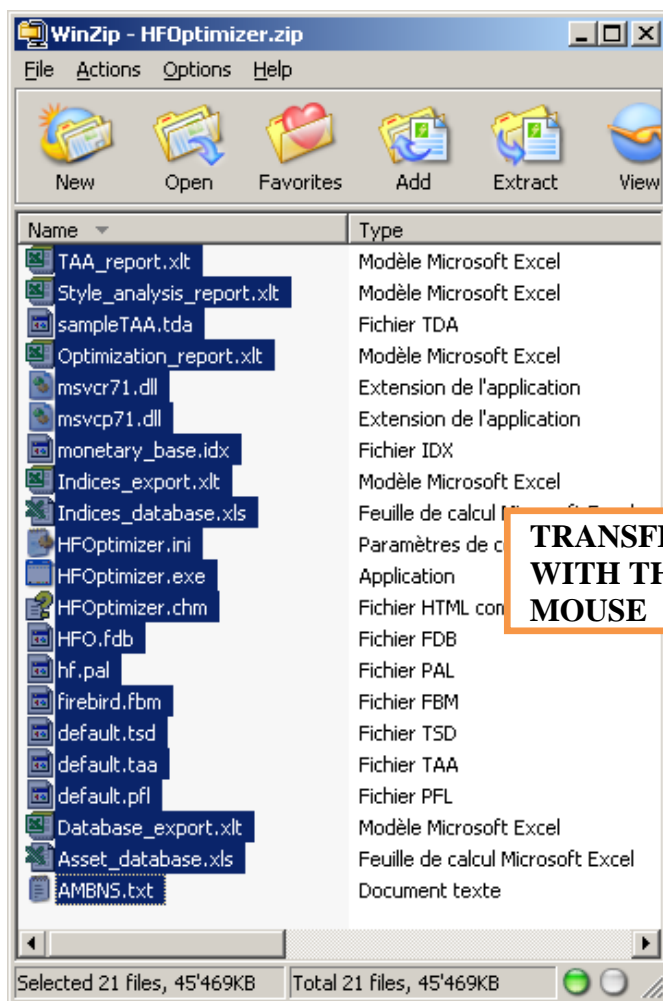 WinZip - HFOptimizer.zip
File Actions Options Help
New Open Favorites Add Extract View
Name Type
TAA_report.xlt Modèle Microsoft Excel
Style_analysis_report.xlt Modèle Microsoft Excel
sampleTAA.tda Fichier TDA
Optimization_report.xlt Modèle Microsoft Excel
msvcr71.dll Extension de l'application
msvcp71.dll Extension de l'application
monetary_base.idx Fichier IDX
Indices_export.xlt Modèle Microsoft Excel
Indices_database.xls Feuille de calcul
HFOptimizer.ini Paramètres de
HFOptimizer.exe Application
HFOptimizer.chm Fichier HTML
HFO.fdb Fichier FDB
hf.pal Fichier PAL
firebird.fbm Fichier FBM
default.tsd Fichier TSD
default.taa Fichier TAA
default.pfl Fichier PFL
Database_export.xlt Modèle Microsoft Excel
Asset_database.xls Feuille de calcul Microsoft Excel
AMBNS.txt Document texte
WITH
MOUSE
Selected 21 files, 45'469KB Total 21 files, 45'469KB